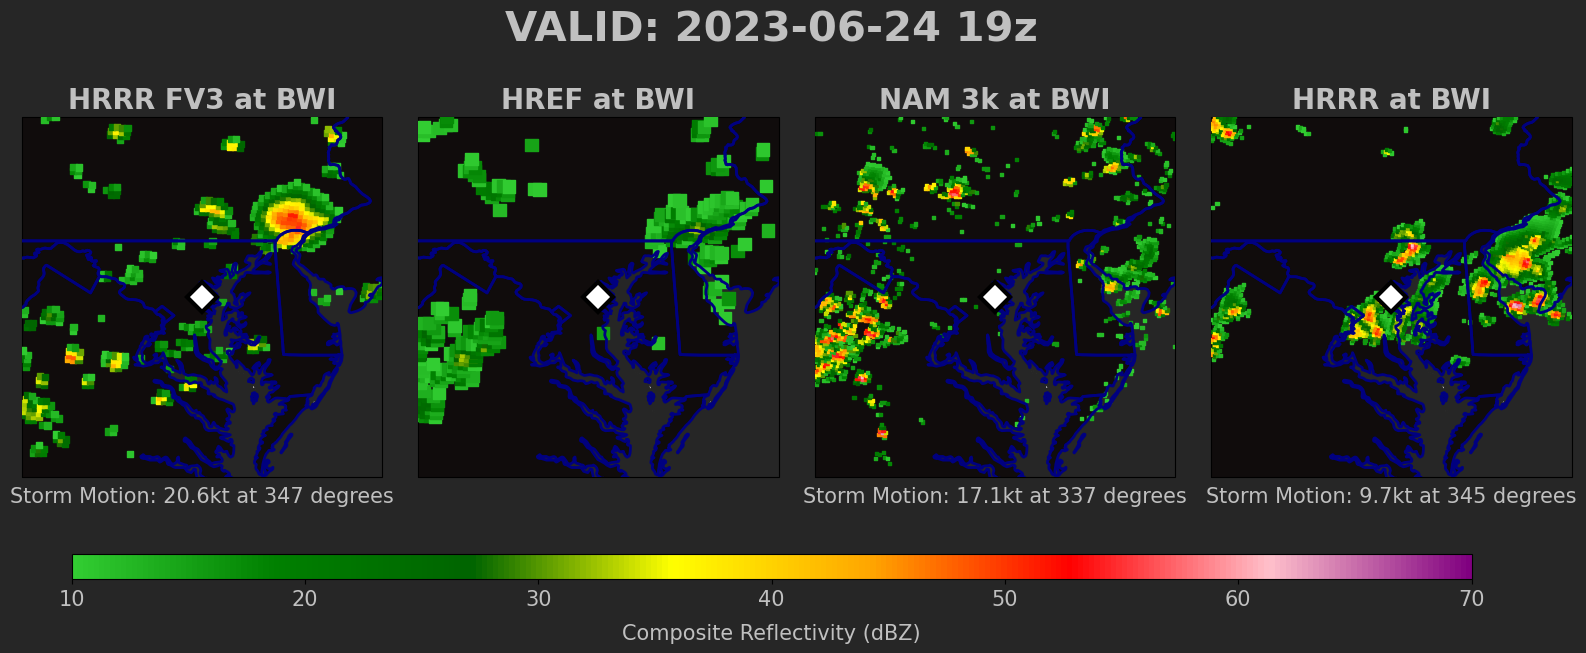 VALID: 2023-06-24 19z
HRRR FV3 at BWI
HREF at BWI
NAM 3k at BWI
HRRR at BWI
Storm Motion: 20.6kt at 347 degrees
Storm Motion: 17.1kt at 337 degrees
Storm Motion: 9.7kt at 345 degrees
10 20 30 40 50 60 70
Composite Reflectivity (dBZ)